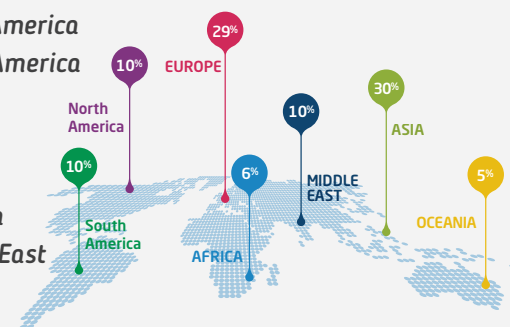 America
America
29%
10%
EUROPE
North
America
30%
10%
ASIA
10%
6%
MIDDLE
EAST
5%
South
America
OCEANIA
East
AFRICA